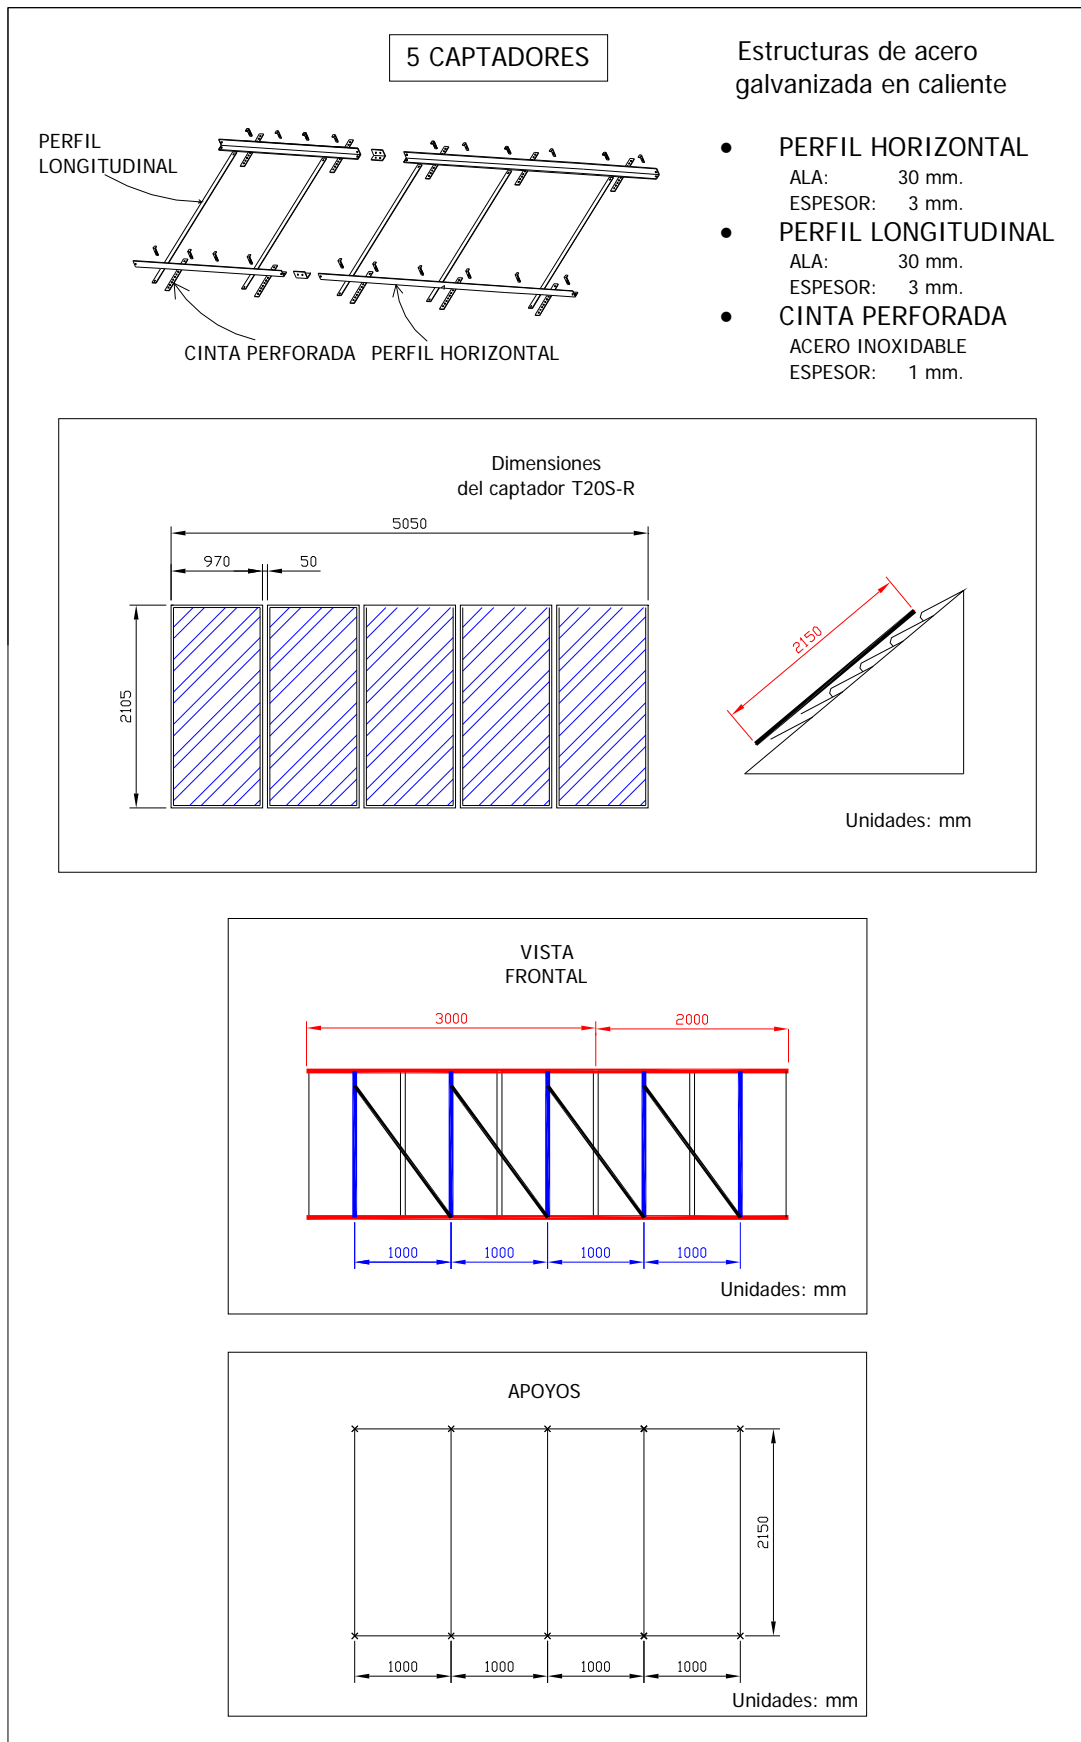 5 CAPTADORES
Estructuras de acero
galvanizada en caliente
PERFIL
LONGITUDINAL
CINTA PERFORADA
PERFIL HORIZONTAL
• PERFIL HORIZONTAL
ALA: 30 mm.
ESPESOR: 3 mm.
• PERFIL LONGITUDINAL
ALA: 30 mm.
ESPESOR: 3 mm.
• CINTA PERFORADA
ACERO INOXIDABLE
ESPESOR: 1 mm.
Dimensiones
del captador T20S-R
5050
970
50
2105
2150
Unidades: mm
VISTA
FRONTAL
3000
2000
1000
1000
1000
1000
Unidades: mm
APOYOS
2150
1000
1000
1000
1000
Unidades: mm